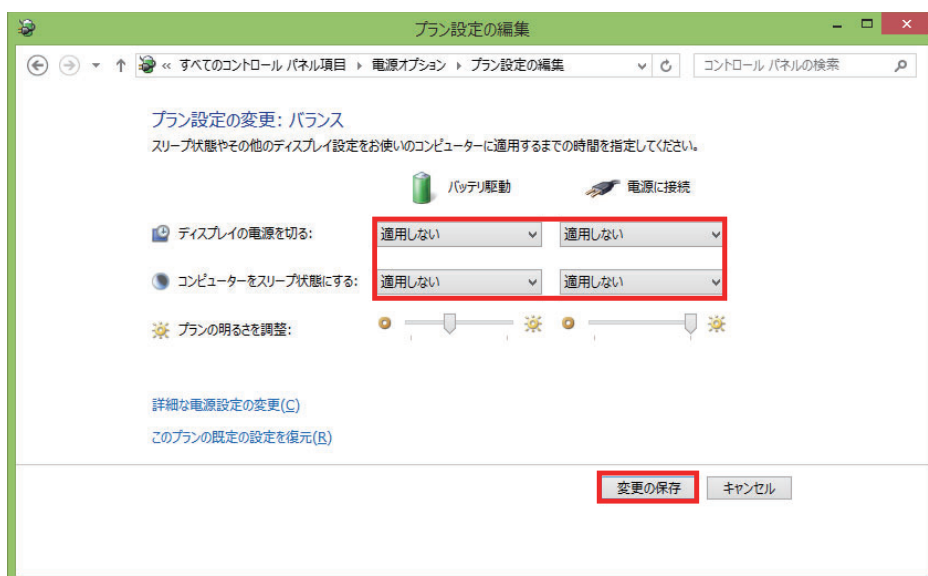 プラン設定の編集
« すべてのコントロール パネル項目 ▸ 電源オプション ▸ プラン設定の編集
コントロール パネルの検索
プラン設定の変更: バランス
スリープ状態やその他のディスプレイ設定をお使いのコンピューターに適用するまでの時間を指定してください。
バッテリ駆動 電源に接続
ディスプレイの電源を切る: 適用しない 適用しない
コンピューターをスリープ状態にする: 適用しない 適用しない
プランの明るさを調整:
詳細な電源設定の変更(C)
このプランの既定の設定を復元(R)
変更の保存 キャンセル